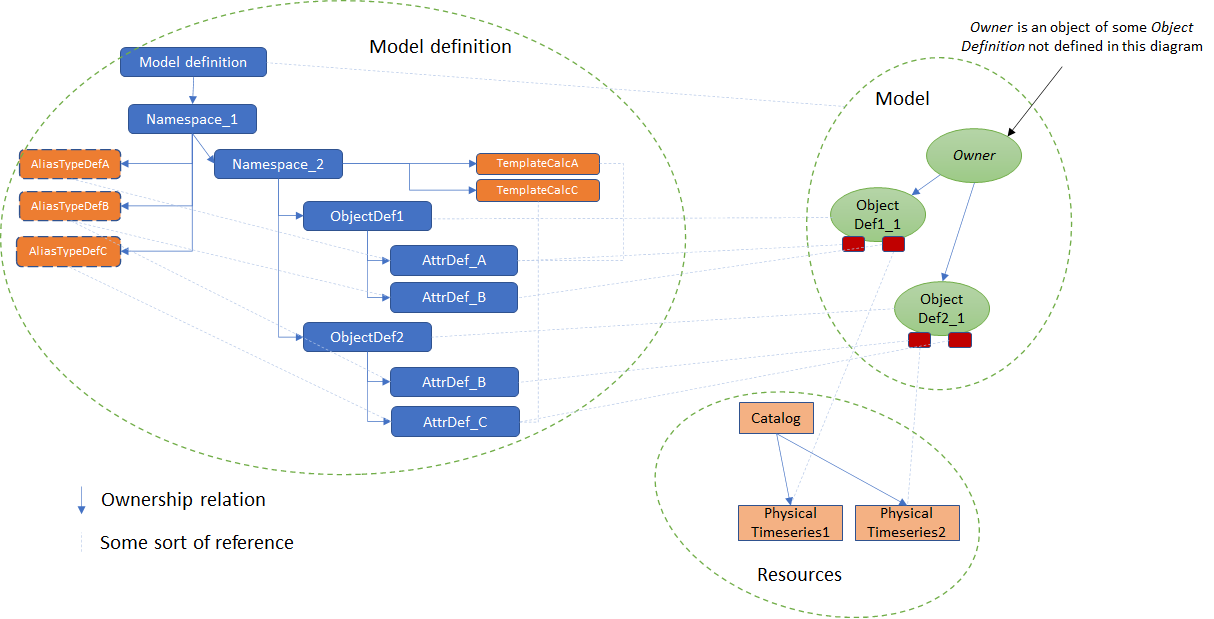 Owner is an object of some Object
Definition not defined in this diagram
Model definition
Model definition
Namespace_1
AliasTypeDefA
Namespace_2
TemplateCalcA
AliasTypeDefB
TemplateCalcC
ObjectDef1
AliasTypeDefC
AttrDef_A
AttrDef_B
ObjectDef2
AttrDef_B
AttrDef_C
Model
Owner
Object
Def1_1
Object
Def2_1
Catalog
Physical
Timeseries1
Physical
Timeseries2
Resources
Ownership relation
Some sort of reference